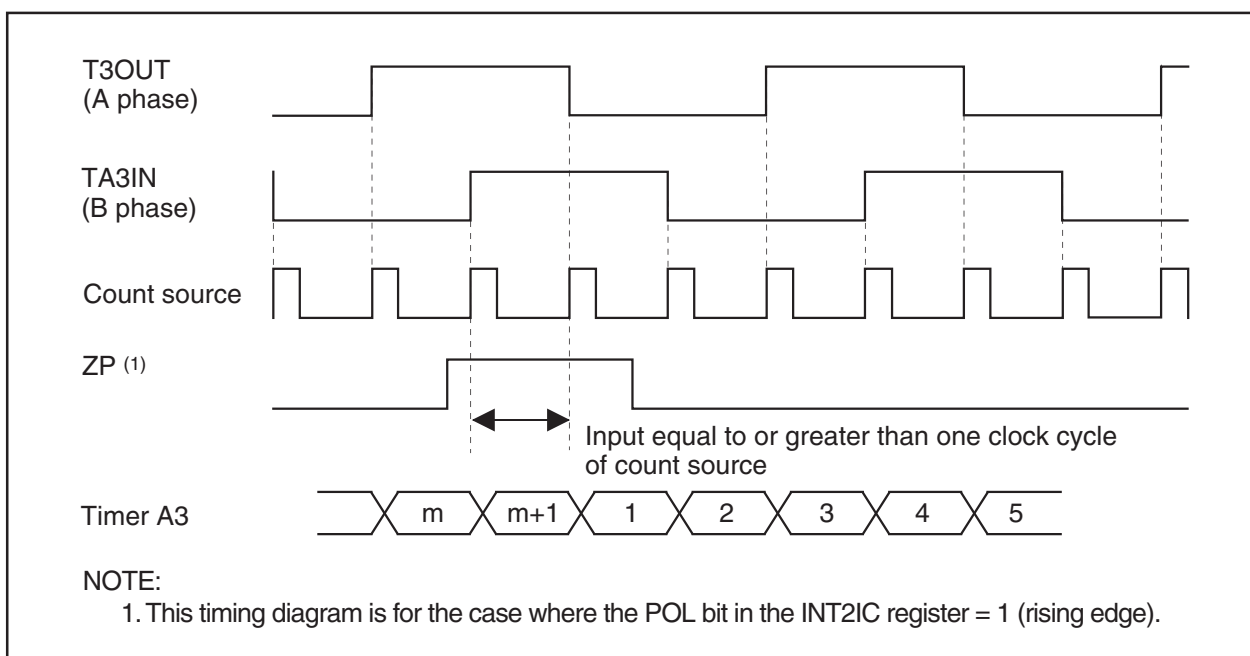 T3OUT
(A phase)
TA3IN
(B phase)
Count source
ZP (1)
Input equal to or greater than one clock cycle
of count source
Timer A3 m m+1 1 2 3 4 5
NOTE:
1. This timing diagram is for the case where the POL bit in the INT2IC register = 1 (rising edge).